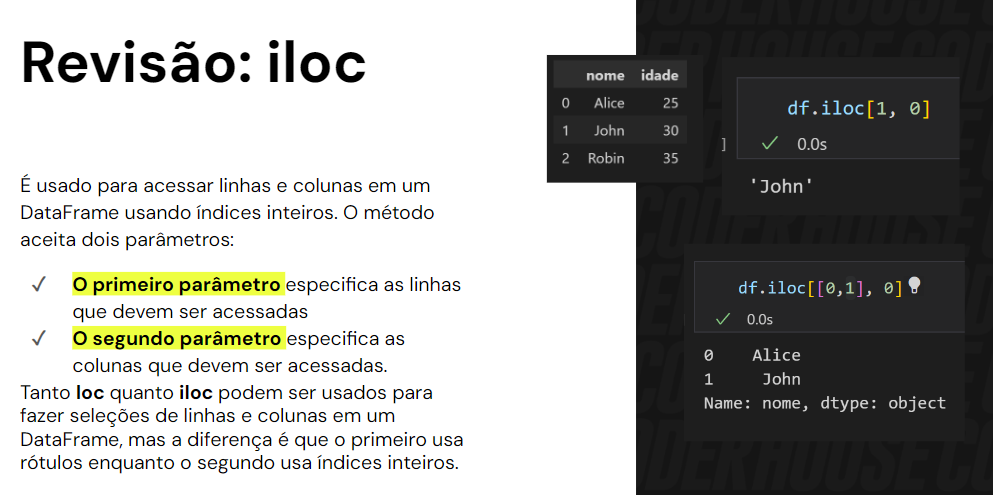 Revisão: iloc
É usado para acessar linhas e colunas em um
DataFrame usando índices inteiros. O método
aceita dois parâmetros:
✓ O primeiro parâmetro especifica as linhas
que devem ser acessadas
✓ O segundo parâmetro especifica as
colunas que devem ser acessadas.
Tanto loc quanto iloc podem ser usados para
fazer seleções de linhas e colunas em um
DataFrame, mas a diferença é que o primeiro usa
rótulos enquanto o segundo usa índices inteiros.
nome idade
0 Alice 25
1 John 30
2 Robin 35
]
df.iloc[1, 0]
✓ 0.0s
'John'
df.iloc[[0,1], 0]
✓ 0.0s
0 Alice
1 John
Name: nome, dtype: object
CODERHOUSE